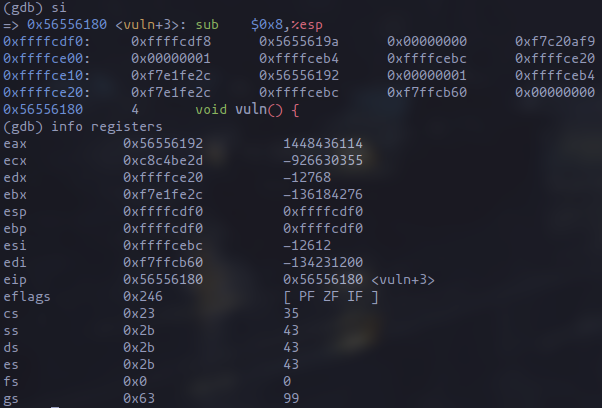 (gdb) si
=> 0x56556180 <vuln+3>: sub    $0x8,%esp
0xffffcdf0:     0xffffcdf8      0x5655619a      0x00000000      0xf7c20af9
0xffffce00:     0x00000001      0xffffceb4      0xffffcebc      0xffffce20
0xffffce10:     0xf7e1fe2c      0x56556192      0x00000001      0xffffceb4
0xffffce20:     0xf7e1fe2c      0xffffcebc      0xf7ffcb60      0x00000000
0x56556180      4       void vuln() {
(gdb) info registers
eax            0x56556192          1448436114
ecx            0xc8c4be2d          -926630355
edx            0xffffce20          -12768
ebx            0xf7e1fe2c          -136184276
esp            0xffffcdf0          0xffffcdf0
ebp            0xffffcdf0          0xffffcdf0
esi            0xffffcebc          -12612
edi            0xf7ffcb60          -134231200
eip            0x56556180          0x56556180 <vuln+3>
eflags         0x246               [ PF ZF IF ]
cs             0x23                35
ss             0x2b                43
ds             0x2b                43
es             0x2b                43
fs             0x0                 0
gs             0x63                99